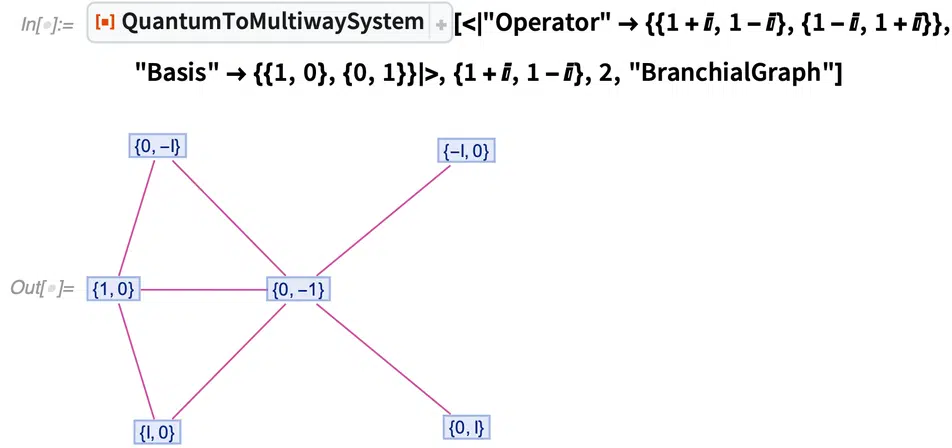 In[•]:= [▪] QuantumToMultiwaySystem + [<|"Operator" → {{1 + ⅈ, 1 − ⅈ}, {1 − ⅈ, 1 + ⅈ}},
"Basis" → {{1, 0}, {0, 1}}|>, {1 + ⅈ, 1 − ⅈ}, 2, "BranchialGraph"]
{0, −I}
{−I, 0}
Out[•]=
{1, 0}
{0, −1}
{I, 0}
{0, I}